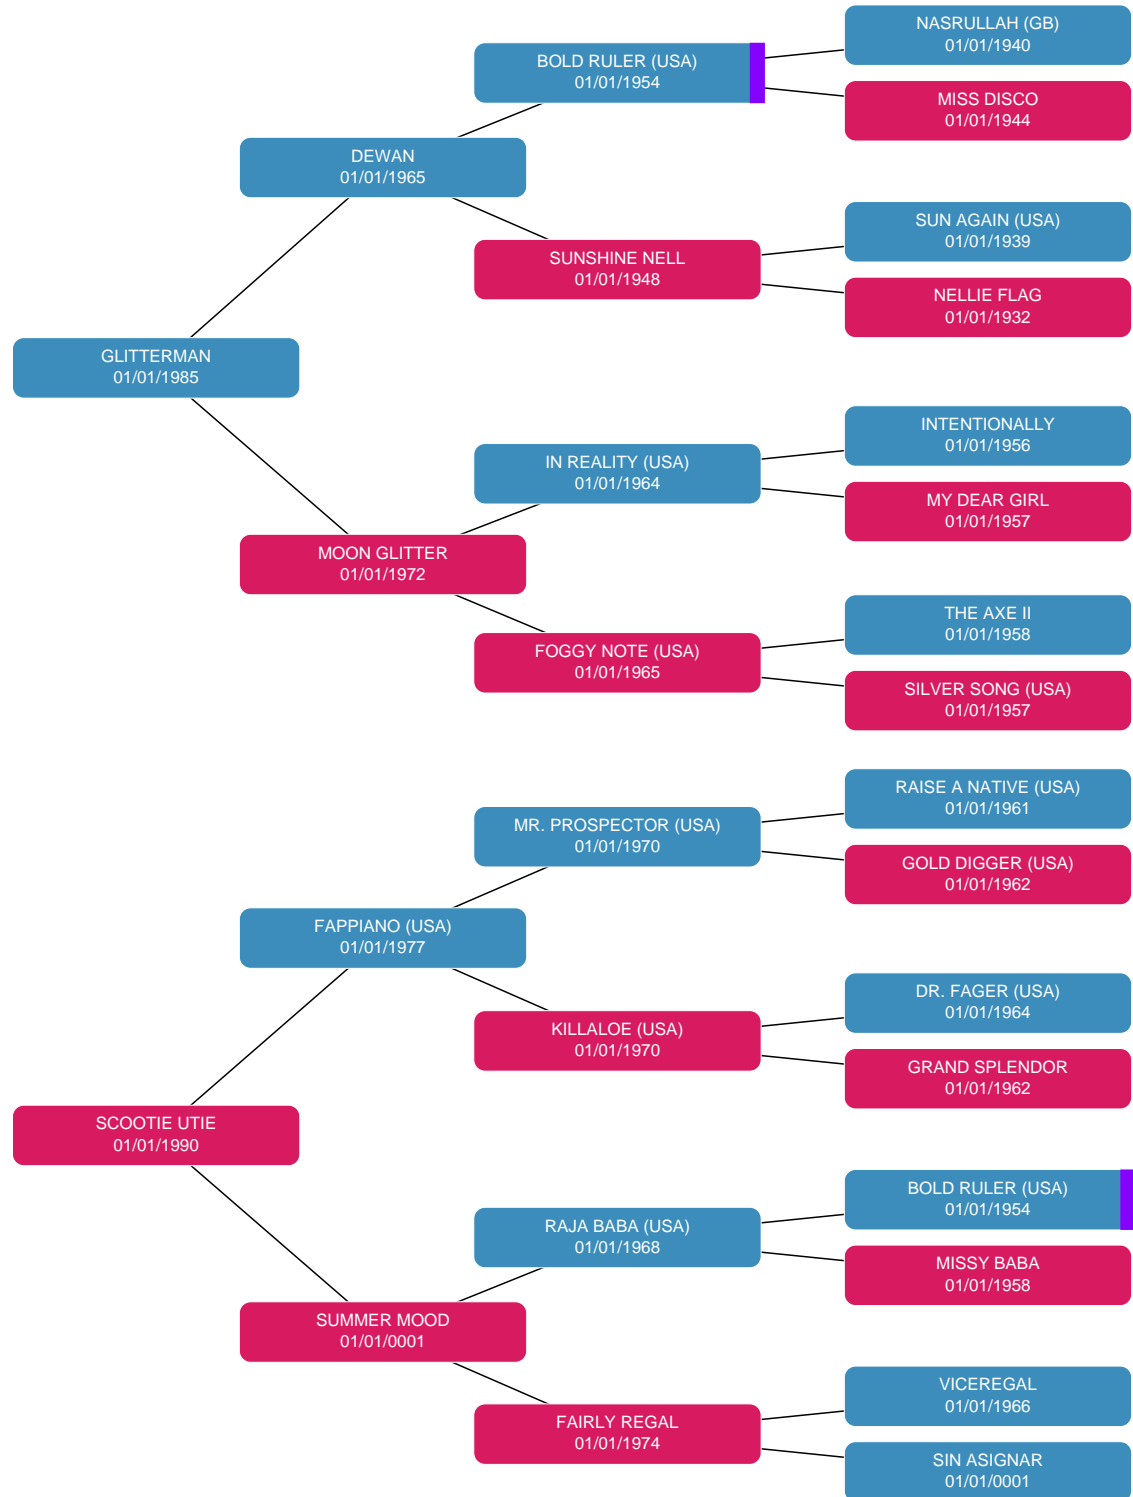 NASRULLAH (GB)
01/01/1940
BOLD RULER (USA)
01/01/1954
MISS DISCO
01/01/1944
DEWAN
01/01/1965
SUN AGAIN (USA)
01/01/1939
SUNSHINE NELL
01/01/1948
NELLIE FLAG
01/01/1932
GLITTERMAN
01/01/1985
INTENTIONALLY
01/01/1956
IN REALITY (USA)
01/01/1964
MY DEAR GIRL
01/01/1957
MOON GLITTER
01/01/1972
THE AXE II
01/01/1958
FOGGY NOTE (USA)
01/01/1965
SILVER SONG (USA)
01/01/1957
RAISE A NATIVE (USA)
01/01/1961
MR. PROSPECTOR (USA)
01/01/1970
GOLD DIGGER (USA)
01/01/1962
FAPPIANO (USA)
01/01/1977
DR. FAGER (USA)
01/01/1964
KILLALOE (USA)
01/01/1970
GRAND SPLENDOR
01/01/1962
SCOOTIE UTIE
01/01/1990
BOLD RULER (USA)
01/01/1954
RAJA BABA (USA)
01/01/1968
MISSY BABA
01/01/1958
SUMMER MOOD
01/01/0001
VICEREGAL
01/01/1966
FAIRLY REGAL
01/01/1974
SIN ASIGNAR
01/01/0001